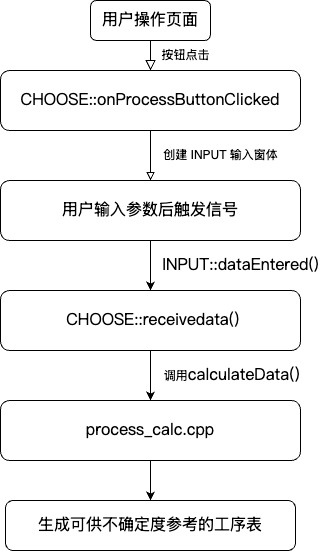 用户操作页面
按钮点击
CHOOSE::onProcessButtonClicked
创建 INPUT 输入窗体
用户输入参数后触发信号
INPUT::dataEntered()
CHOOSE::receivedata()
调用calculateData()
process_calc.cpp
生成可供不确定度参考的工序表